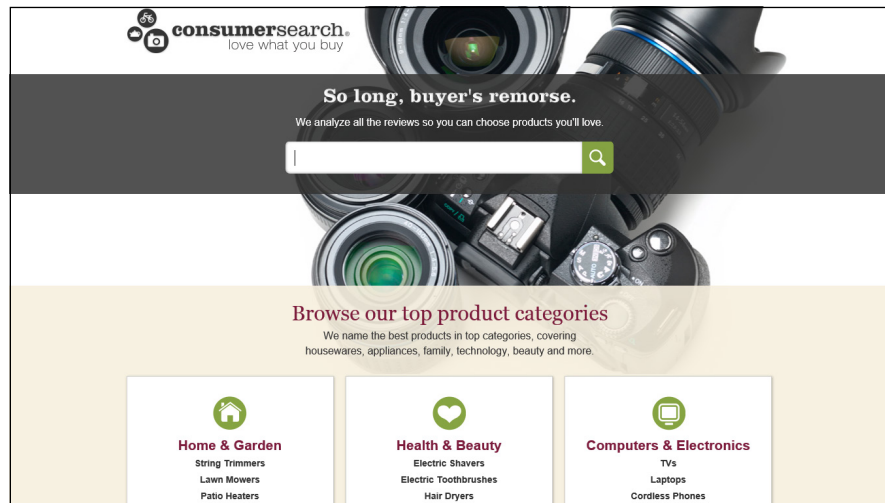 consumersearch®
love what you buy
So long, buyer's remorse.
We analyze all the reviews so you can choose products you'll love.
Browse our top product categories
We name the best products in top categories, covering
housewares, appliances, family, technology, beauty and more.
Home & Garden
String Trimmers
Lawn Mowers
Patio Heaters
Health & Beauty
Electric Shavers
Electric Toothbrushes
Hair Dryers
Computers & Electronics
TVs
Laptops
Cordless Phones